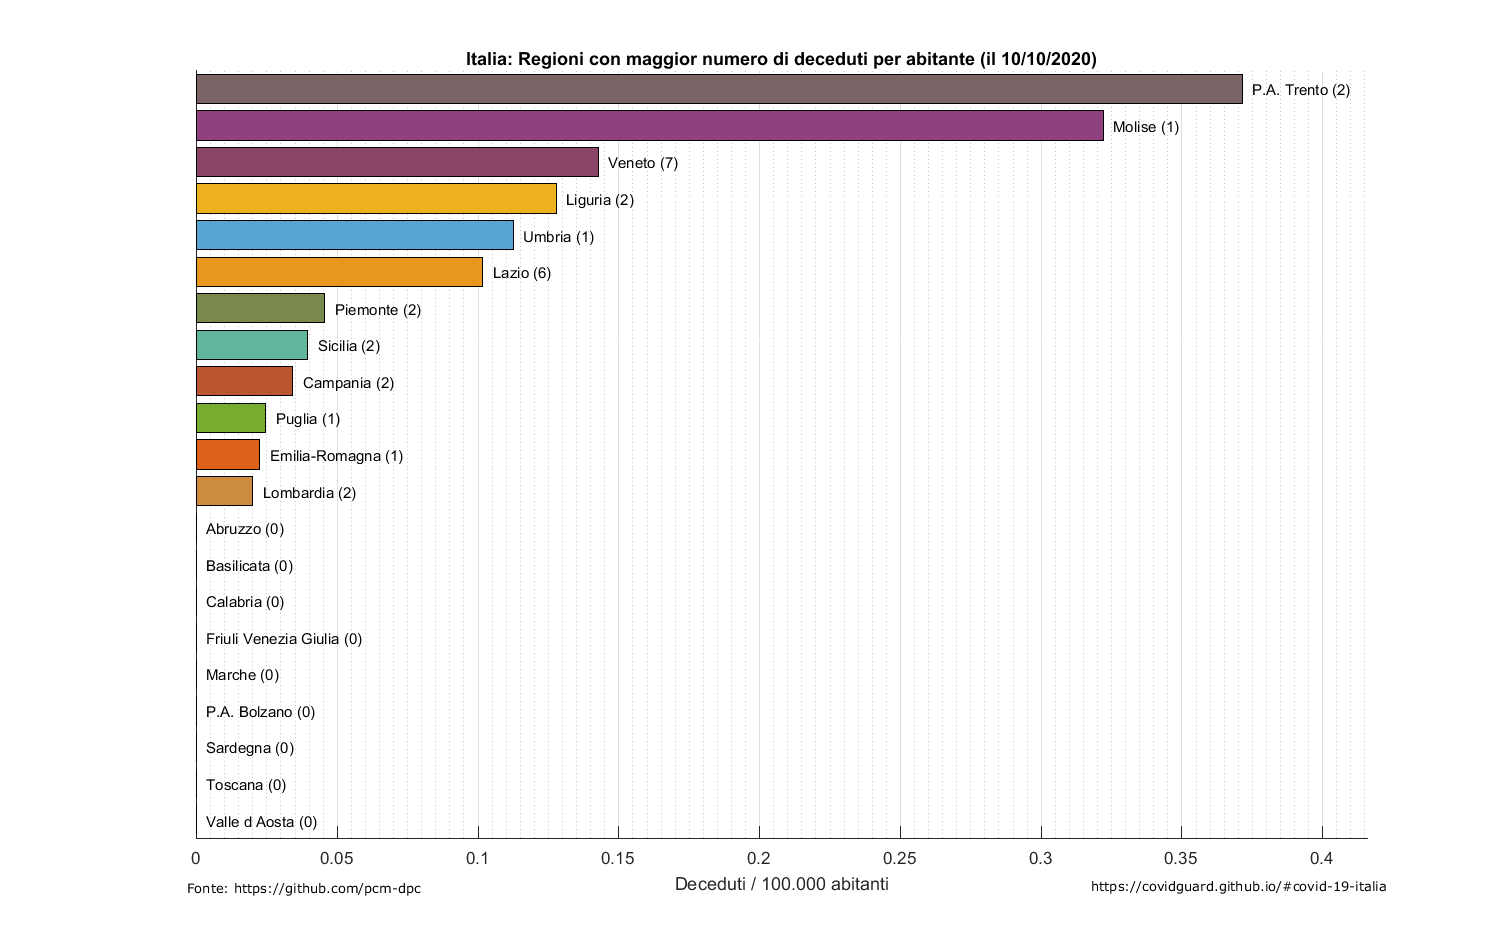 Italia: Regioni con maggior numero di deceduti per abitante (il 10/10/2020)
P.A. Trento (2)
Molise (1)
Veneto (7)
Liguria (2)
Umbria (1)
Lazio (6)
Piemonte (2)
Sicilia (2)
Campania (2)
Puglia (1)
Emilia-Romagna (1)
Lombardia (2)
Abruzzo (0)
Basilicata (0)
Calabria (0)
Friuli Venezia Giulia (0)
Marche (0)
P.A. Bolzano (0)
Sardegna (0)
Toscana (0)
Valle d Aosta (0)
0 0.05 0.1 0.15 0.2 0.25 0.3 0.35 0.4
Deceduti / 100.000 abitanti
Fonte: https://github.com/pcm-dpc
https://covidguard.github.io/#covid-19-italia